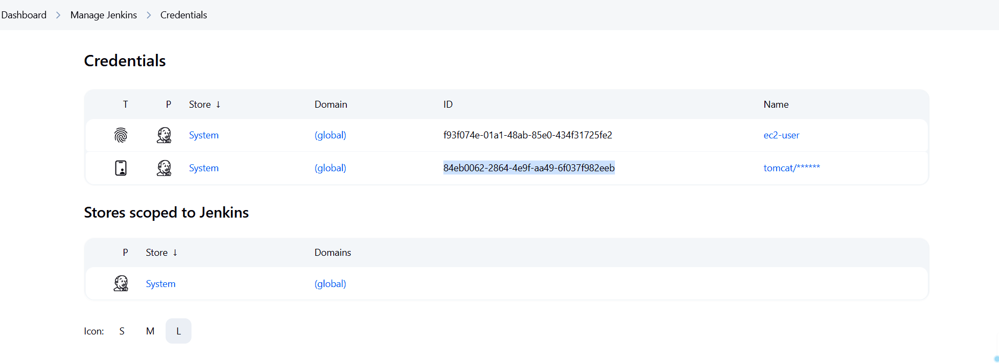 Dashboard > Manage Jenkins > Credentials
Credentials
T P Store ↓ Domain ID Name
System (global) f93f074e-01a1-48ab-85e0-434f31725fe2 ec2-user
System (global) 84eb0062-2864-4e9f-aa49-6f037f982eeb tomcat/******
Stores scoped to Jenkins
P Store ↓ Domains
System (global)
Icon: S M L